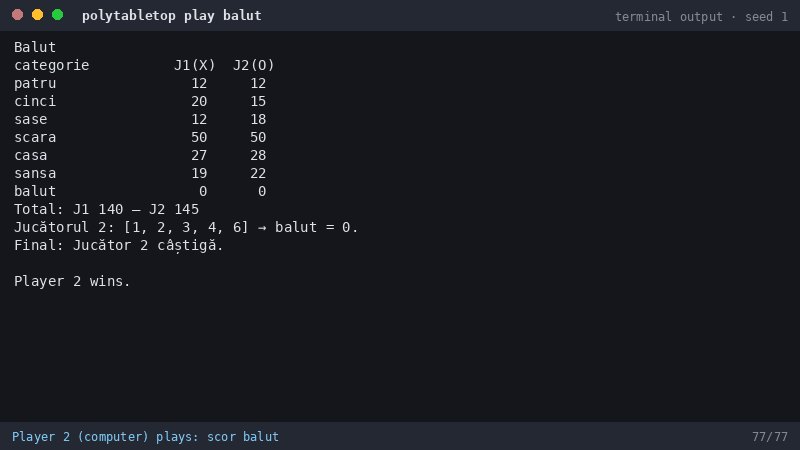 polytabletop play balut
terminal output · seed 1
Balut
categorie J1(X) J2(O)
patru 12 12
cinci 20 15
sase 12 18
scara 50 50
casa 27 28
sansa 19 22
balut 0 0
Total: J1 140 — J2 145
Jucătorul 2: [1, 2, 3, 4, 6] → balut = 0.
Final: Jucător 2 câștigă.
Player 2 wins.
Player 2 (computer) plays: scor balut
77/77